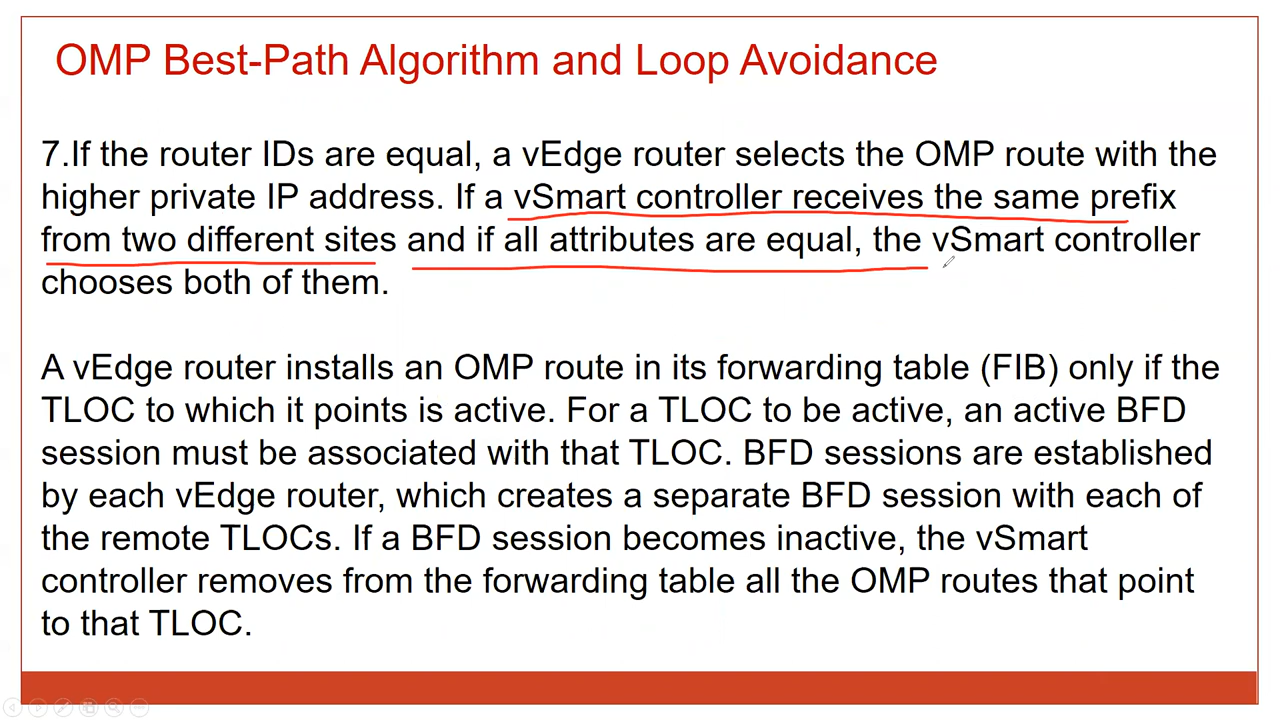 OMP Best-Path Algorithm and Loop Avoidance
7.If the router IDs are equal, a vEdge router selects the OMP route with the
higher private IP address. If a vSmart controller receives the same prefix
from two different sites and if all attributes are equal, the vSmart controller
chooses both of them.
A vEdge router installs an OMP route in its forwarding table (FIB) only if the
TLOC to which it points is active. For a TLOC to be active, an active BFD
session must be associated with that TLOC. BFD sessions are established
by each vEdge router, which creates a separate BFD session with each of
the remote TLOCs. If a BFD session becomes inactive, the vSmart
controller removes from the forwarding table all the OMP routes that point
to that TLOC.